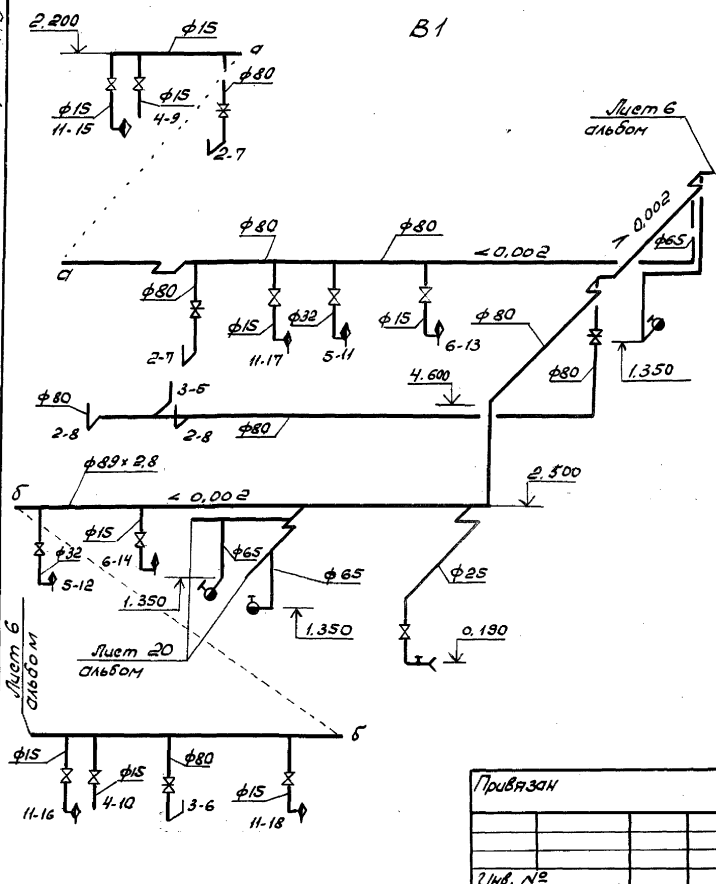 В1
2.200
ф15
а
ф80
ф15
11-15
ф15
4-9
2-7
Лист 6
альбом
0,002
ф65
ф80
ф80
< 0,002
а
ф80
ф15
11-17
ф32
5-11
ф15
6-13
ф80
2-7
4.600
ф80
1.350
3-5
ф80
2-8
2-8
ф80
ф89×2,8
б
< 0,002
2.500
ф15
ф32
6-14
5-12
ф65
ф65
ф25
1.350
1.350
0,190
Лист 20
альбом
Лист 6
альбом
б
ф15
ф15
ф80
ф15
11-16
4-10
3-6
11-18
Привязан
Инв. №